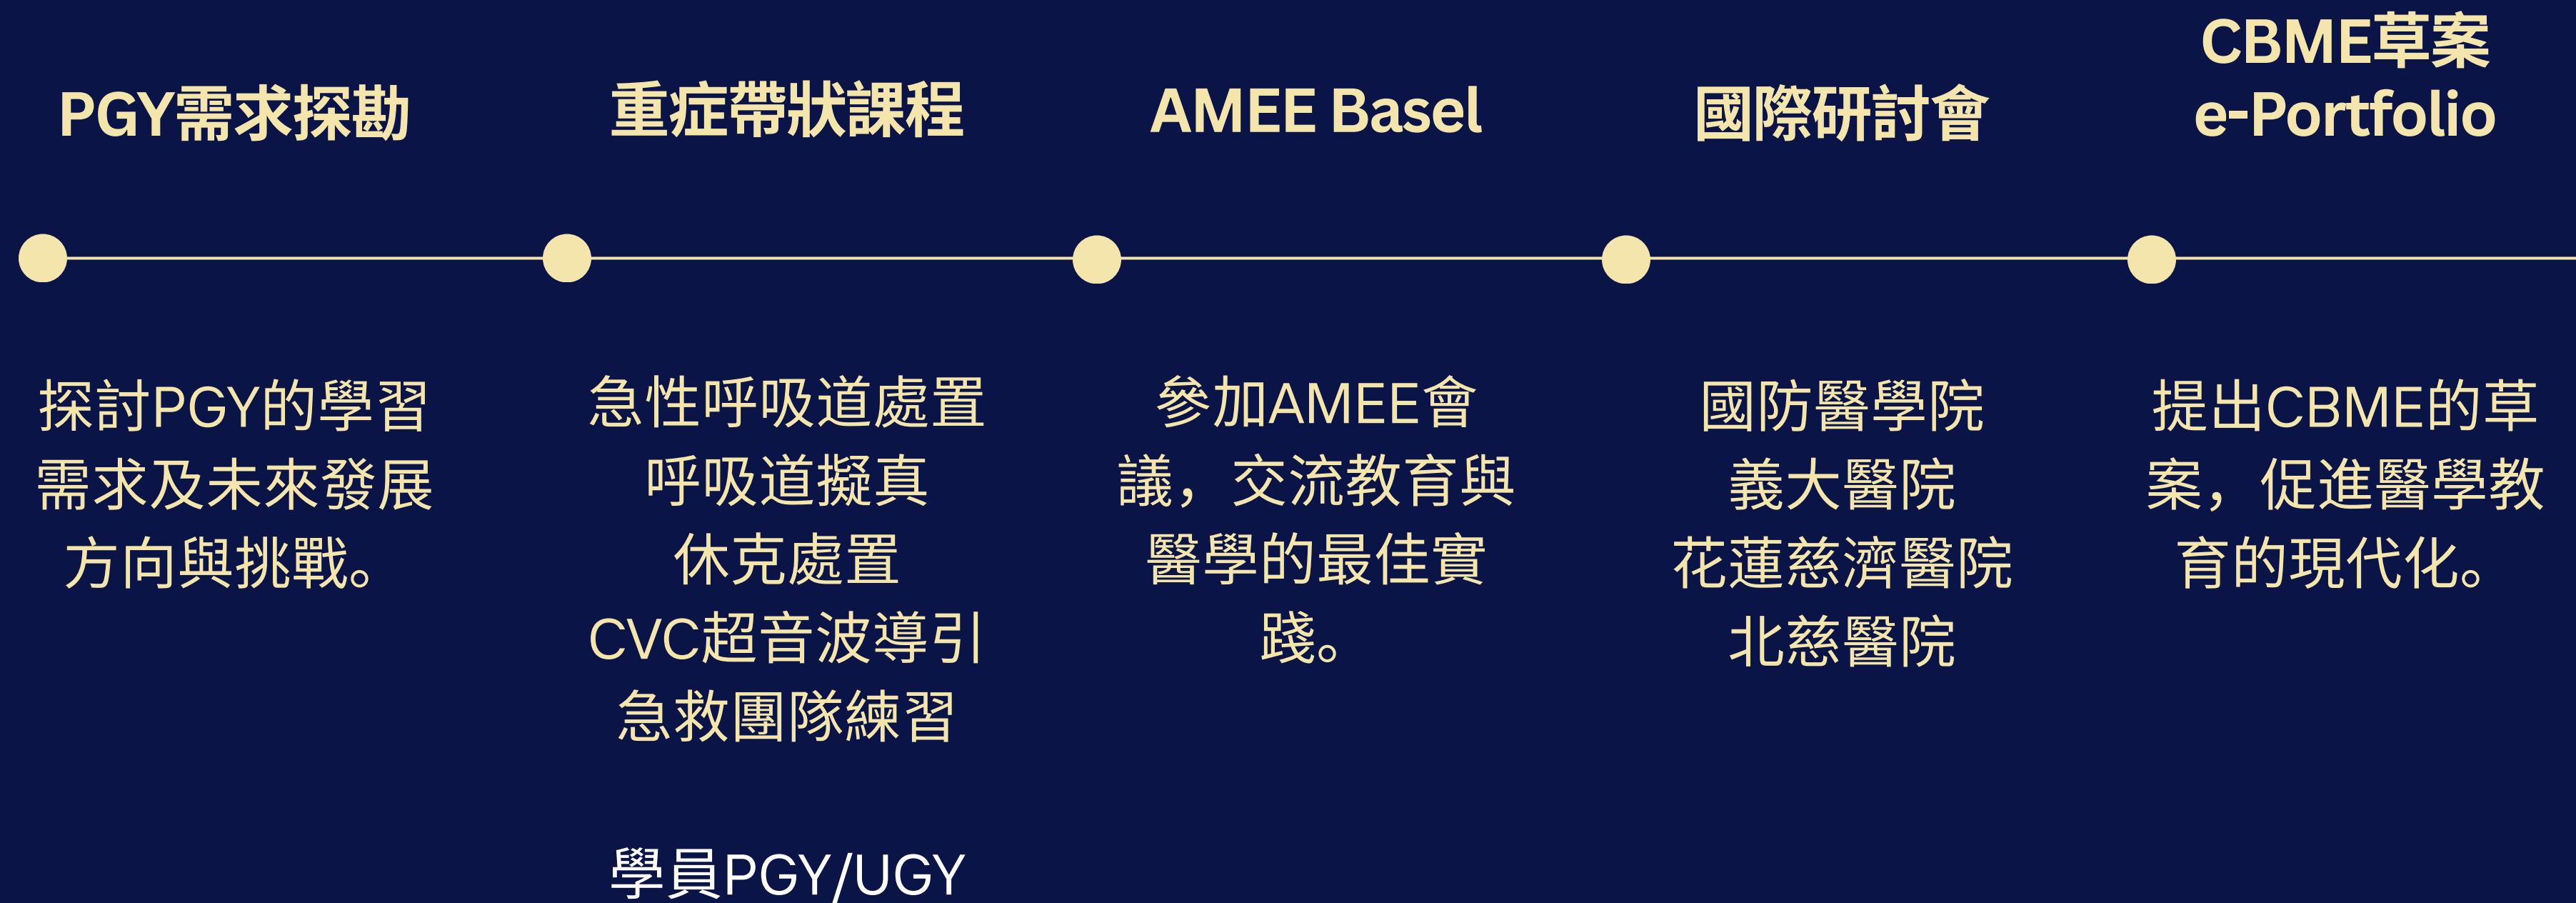 PGY需求探勘
探討PGY的學習
需求及未來發展
方向與挑戰。
重症帶狀課程
急性呼吸道處置
呼吸道擬真
休克處置
CVC超音波導引
急救團隊練習
學員PGY/UGY
AMEE Basel
參加AMEE會
議，交流教育與
醫學的最佳實
踐。
國際研討會
國防醫學院
義大醫院
花蓮慈濟醫院
北慈醫院
CBME草案
e-Portfolio
提出CBME的草
案，促進醫學教
育的現代化。